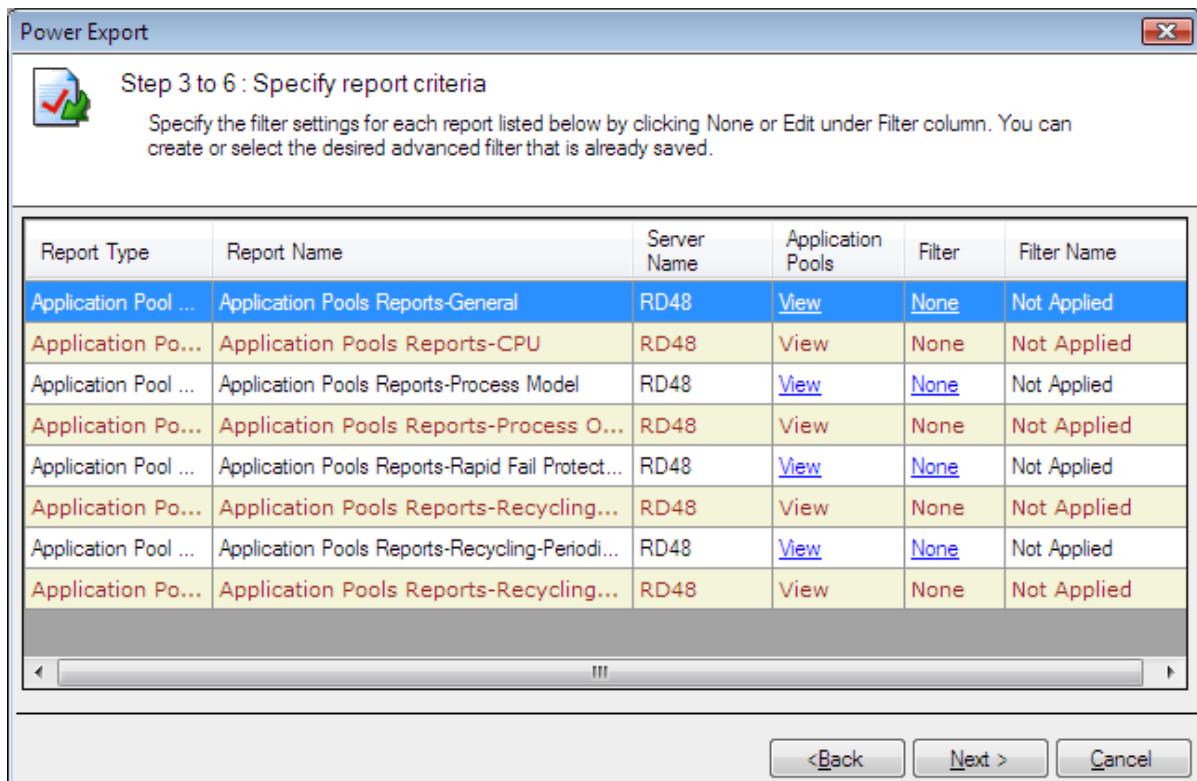 Power Export
Step 3 to 6 : Specify report criteria
Specify the filter settings for each report listed below by clicking None or Edit under Filter column. You can
create or select the desired advanced filter that is already saved.
Report Type Report Name Server Name Application Pools Filter Filter Name
Application Pool ... Application Pools Reports-General RD48 View None Not Applied
Application Po... Application Pools Reports-CPU RD48 View None Not Applied
Application Pool ... Application Pools Reports-Process Model RD48 View None Not Applied
Application Po... Application Pools Reports-Process O... RD48 View None Not Applied
Application Pool ... Application Pools Reports-Rapid Fail Protect... RD48 View None Not Applied
Application Po... Application Pools Reports-Recycling... RD48 View None Not Applied
Application Pool ... Application Pools Reports-Recycling-Periodi... RD48 View None Not Applied
Application Po... Application Pools Reports-Recycling... RD48 View None Not Applied
<Back Next > Cancel